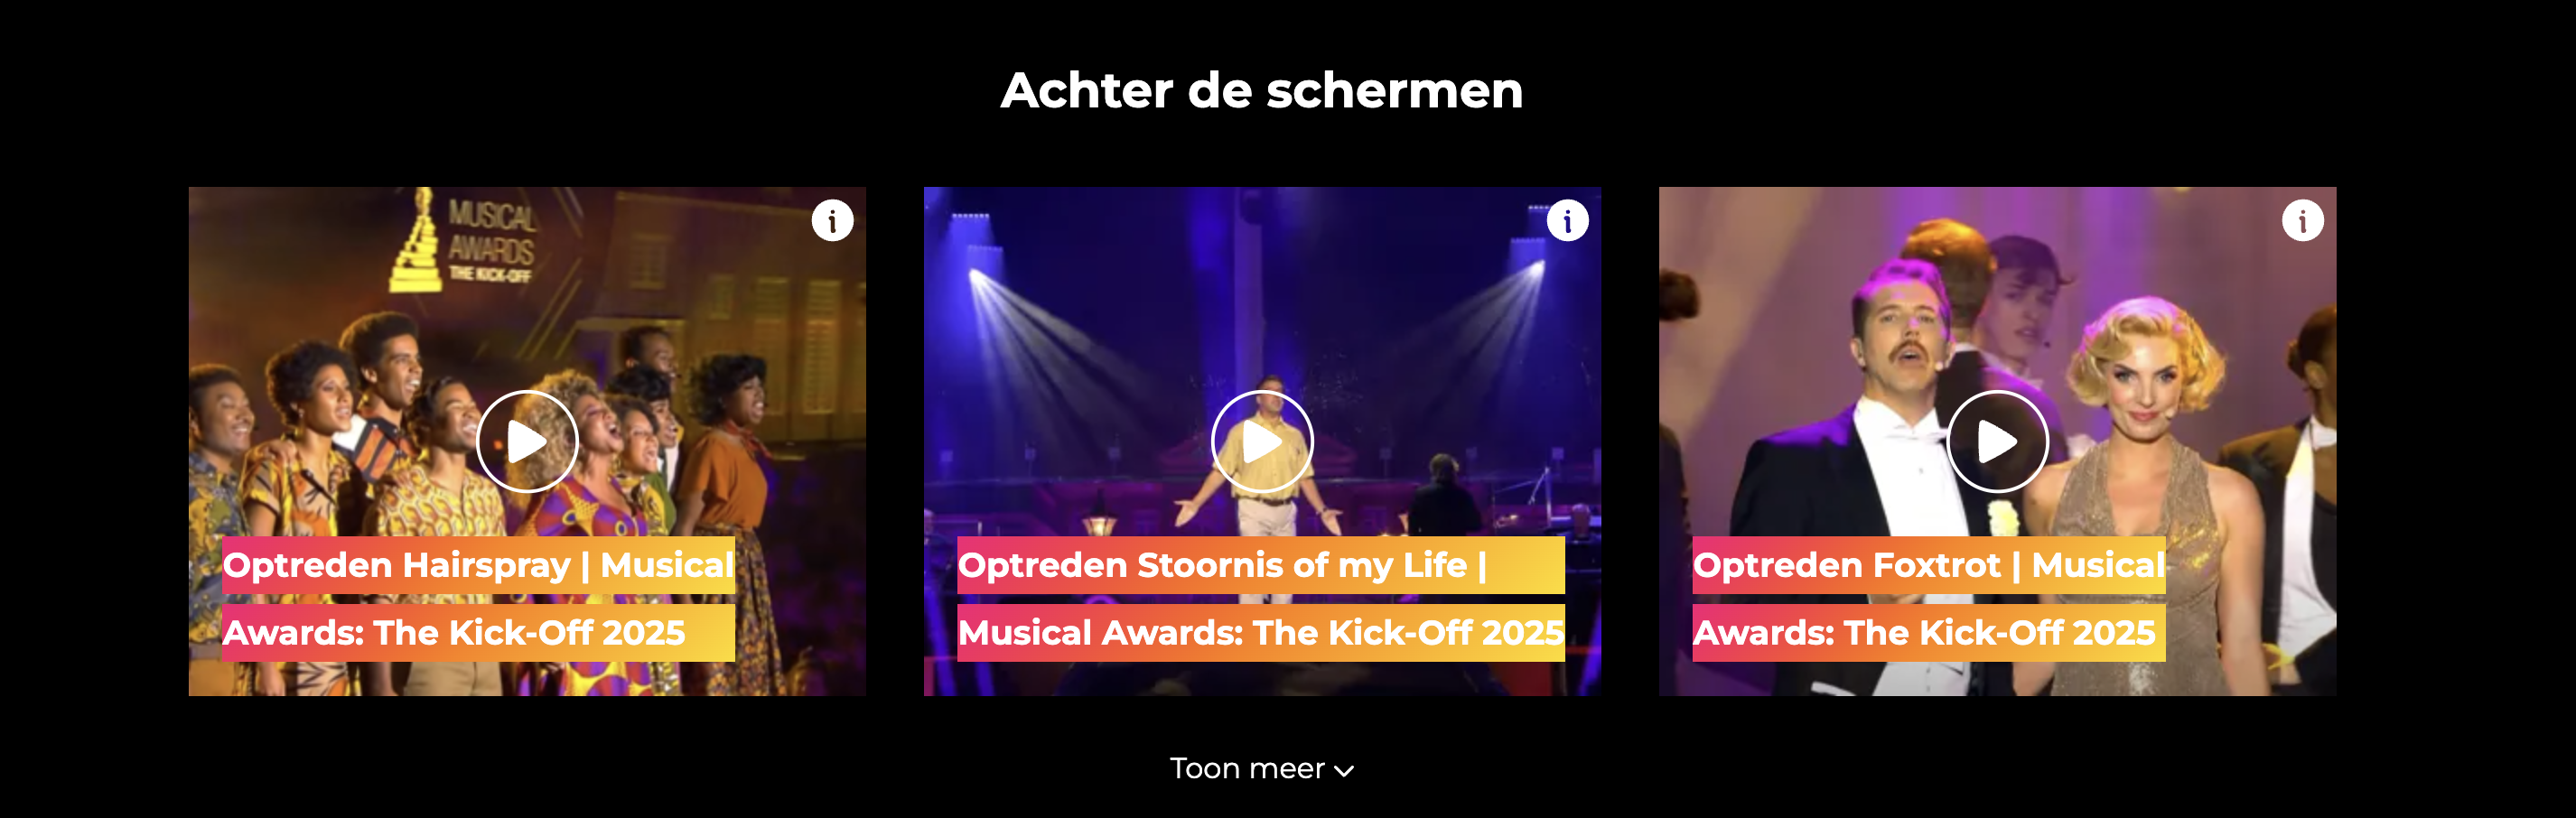 Achter de schermen
MUSICAL
AWARDS
THE KICK-OFF
i
i
i
Optreden Hairspray | Musical
Awards: The Kick-Off 2025
Optreden Stoornis of my Life |
Musical Awards: The Kick-Off 2025
Optreden Foxtrot | Musical
Awards: The Kick-Off 2025
Toon meer